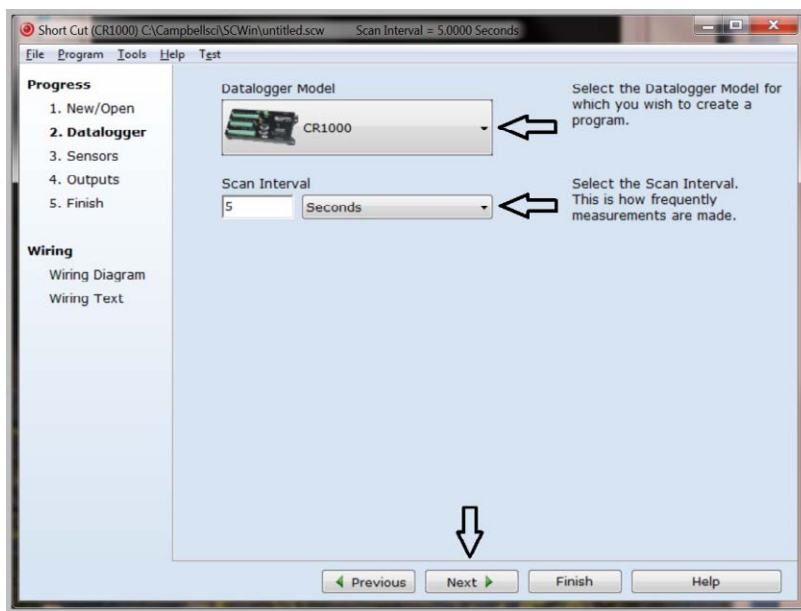 Short Cut (CR1000) C:\Campbellsci\SCWin\untitled.scw Scan Interval = 5.0000 Seconds
File Program Tools Help Test
Progress
1. New/Open
2. Datalogger
3. Sensors
4. Outputs
5. Finish
Wiring
Wiring Diagram
Wiring Text
Datalogger Model
CR1000
Select the Datalogger Model for
which you wish to create a
program.
Scan Interval
5 Seconds
Select the Scan Interval.
This is how frequently
measurements are made.
Previous Next Finish Help